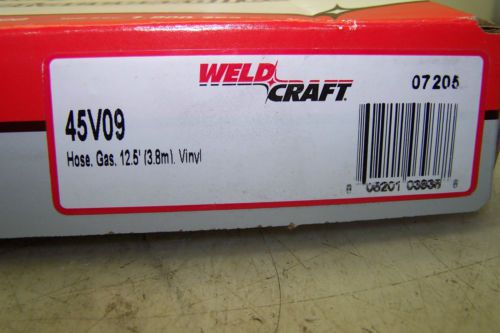 WELD CRAFT
07205
45V09
Hose, Gas, 12.5' (3.8m), Vinyl